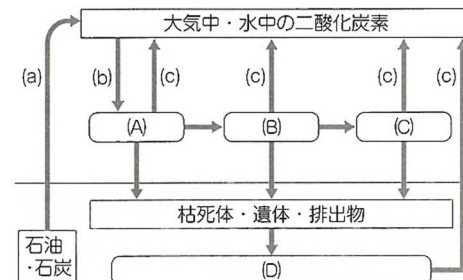 大気中・水中の二酸化炭素
(a)
(b)
(c)
(c)
(c)
(c)
(A)
(B)
(C)
枯死体・遺体・排出物
石油
・石炭
(D)